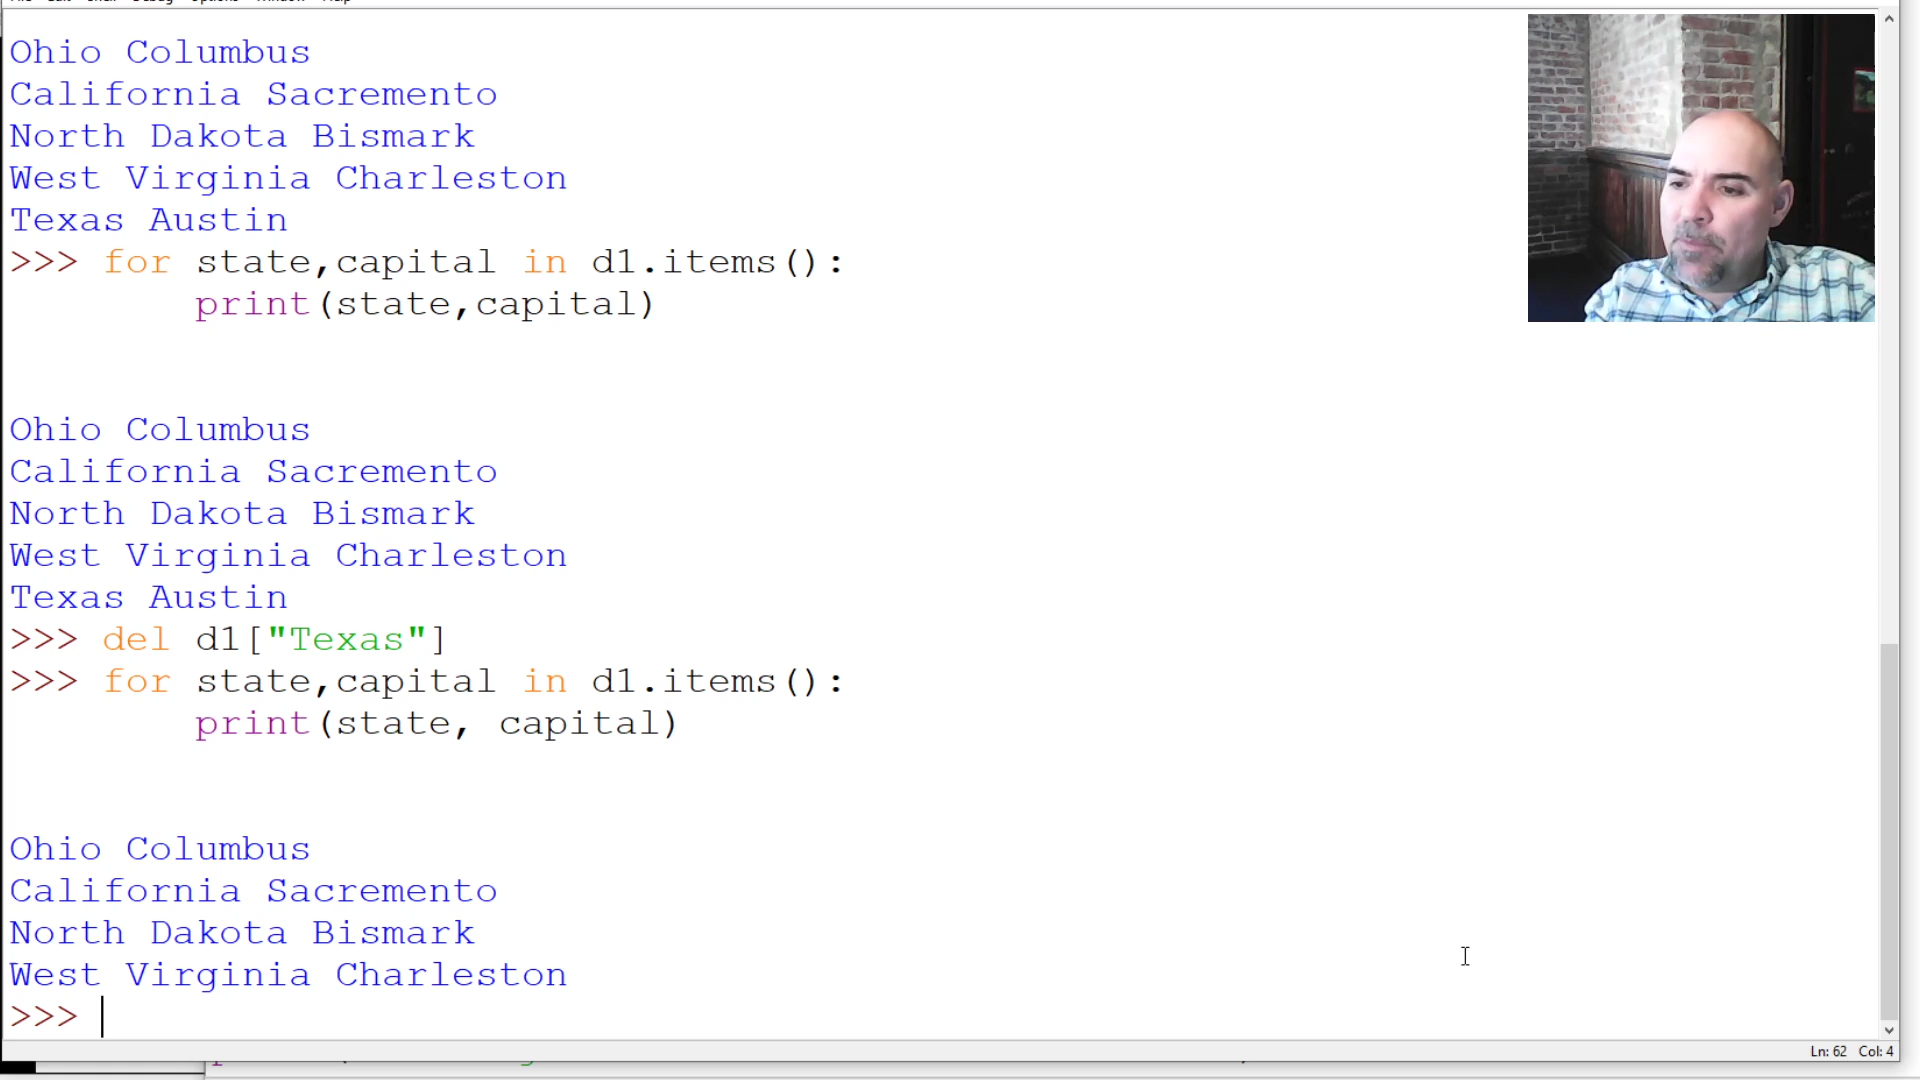 Ohio Columbus
California Sacremento
North Dakota Bismark
West Virginia Charleston
Texas Austin
>>> for state,capital in d1.items():
print(state,capital)
Ohio Columbus
California Sacremento
North Dakota Bismark
West Virginia Charleston
Texas Austin
>>> del d1["Texas"]
>>> for state,capital in d1.items():
print(state, capital)
Ohio Columbus
California Sacremento
North Dakota Bismark
West Virginia Charleston
>>>
Ln: 62 Col: 4